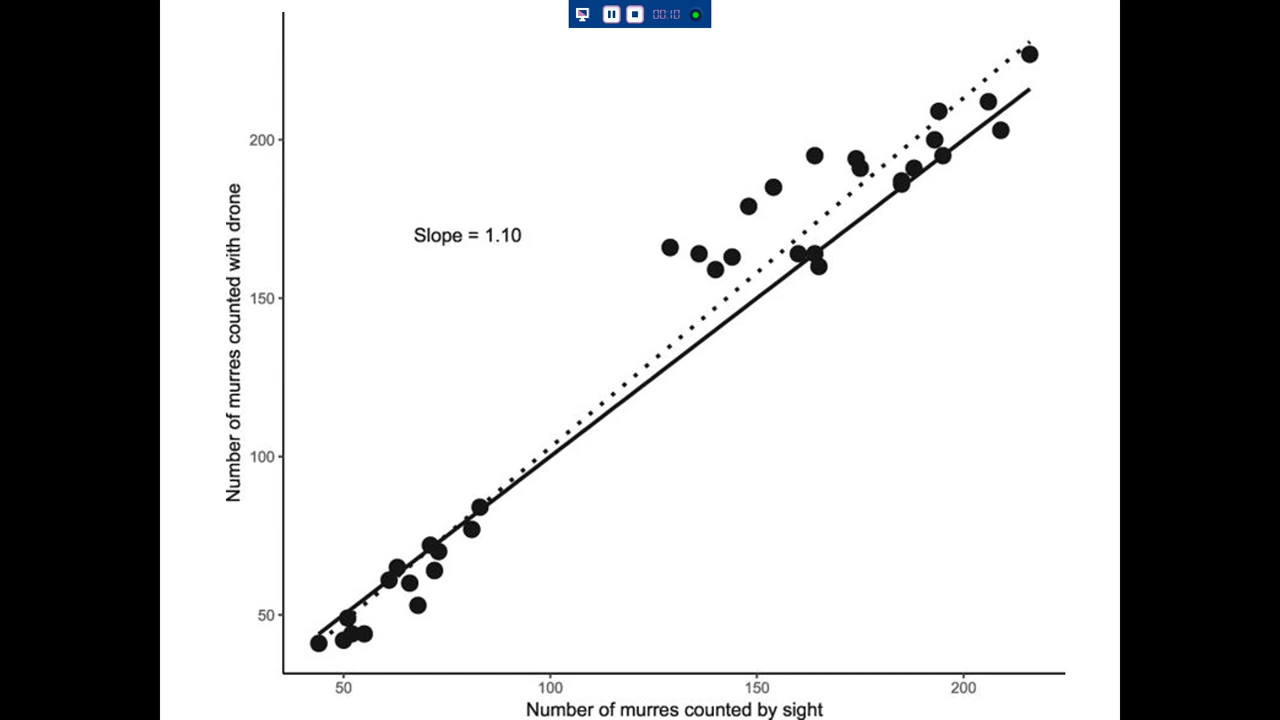 00:10
200
150
100
50
Number of murres counted with drone
Slope = 1.10
50 100 150 200
Number of murres counted by sight